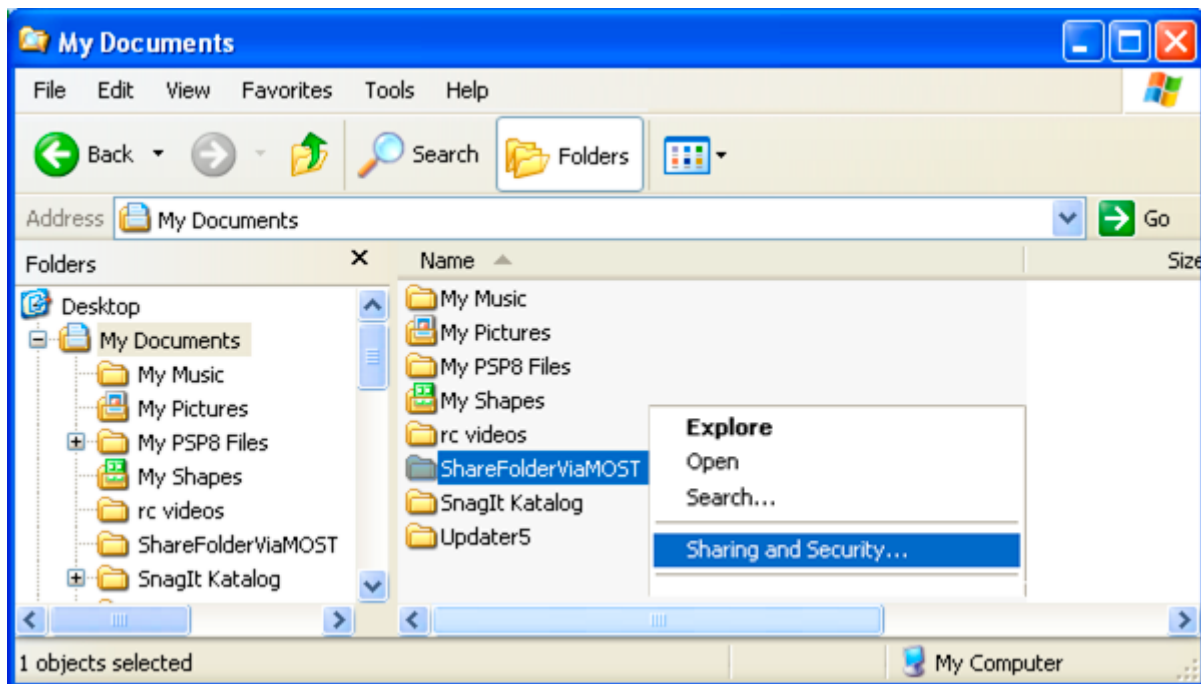 My Documents
File Edit View Favorites Tools Help
Back Search Folders
Address My Documents Go
Folders
Desktop
My Documents
My Music
My Pictures
My PSP8 Files
My Shapes
rc videos
ShareFolderViaMOST
SnagIt Katalog
Name Size
My Music
My Pictures
My PSP8 Files
My Shapes
rc videos
ShareFolderViaMOST
SnagIt Katalog
Updater5
Explore
Open
Search...
Sharing and Security...
1 objects selected
My Computer